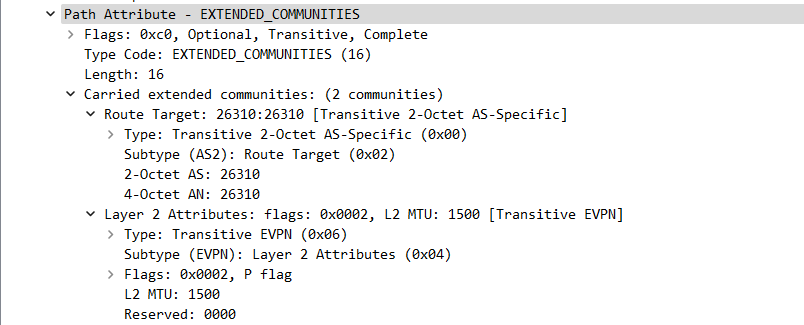 Path Attribute - EXTENDED_COMMUNITIES
Flags: 0xc0, Optional, Transitive, Complete
Type Code: EXTENDED_COMMUNITIES (16)
Length: 16
Carried extended communities: (2 communities)
Route Target: 26310:26310 [Transitive 2-Octet AS-Specific]
Type: Transitive 2-Octet AS-Specific (0x00)
Subtype (AS2): Route Target (0x02)
2-Octet AS: 26310
4-Octet AN: 26310
Layer 2 Attributes: flags: 0x0002, L2 MTU: 1500 [Transitive EVPN]
Type: Transitive EVPN (0x06)
Subtype (EVPN): Layer 2 Attributes (0x04)
Flags: 0x0002, P flag
L2 MTU: 1500
Reserved: 0000